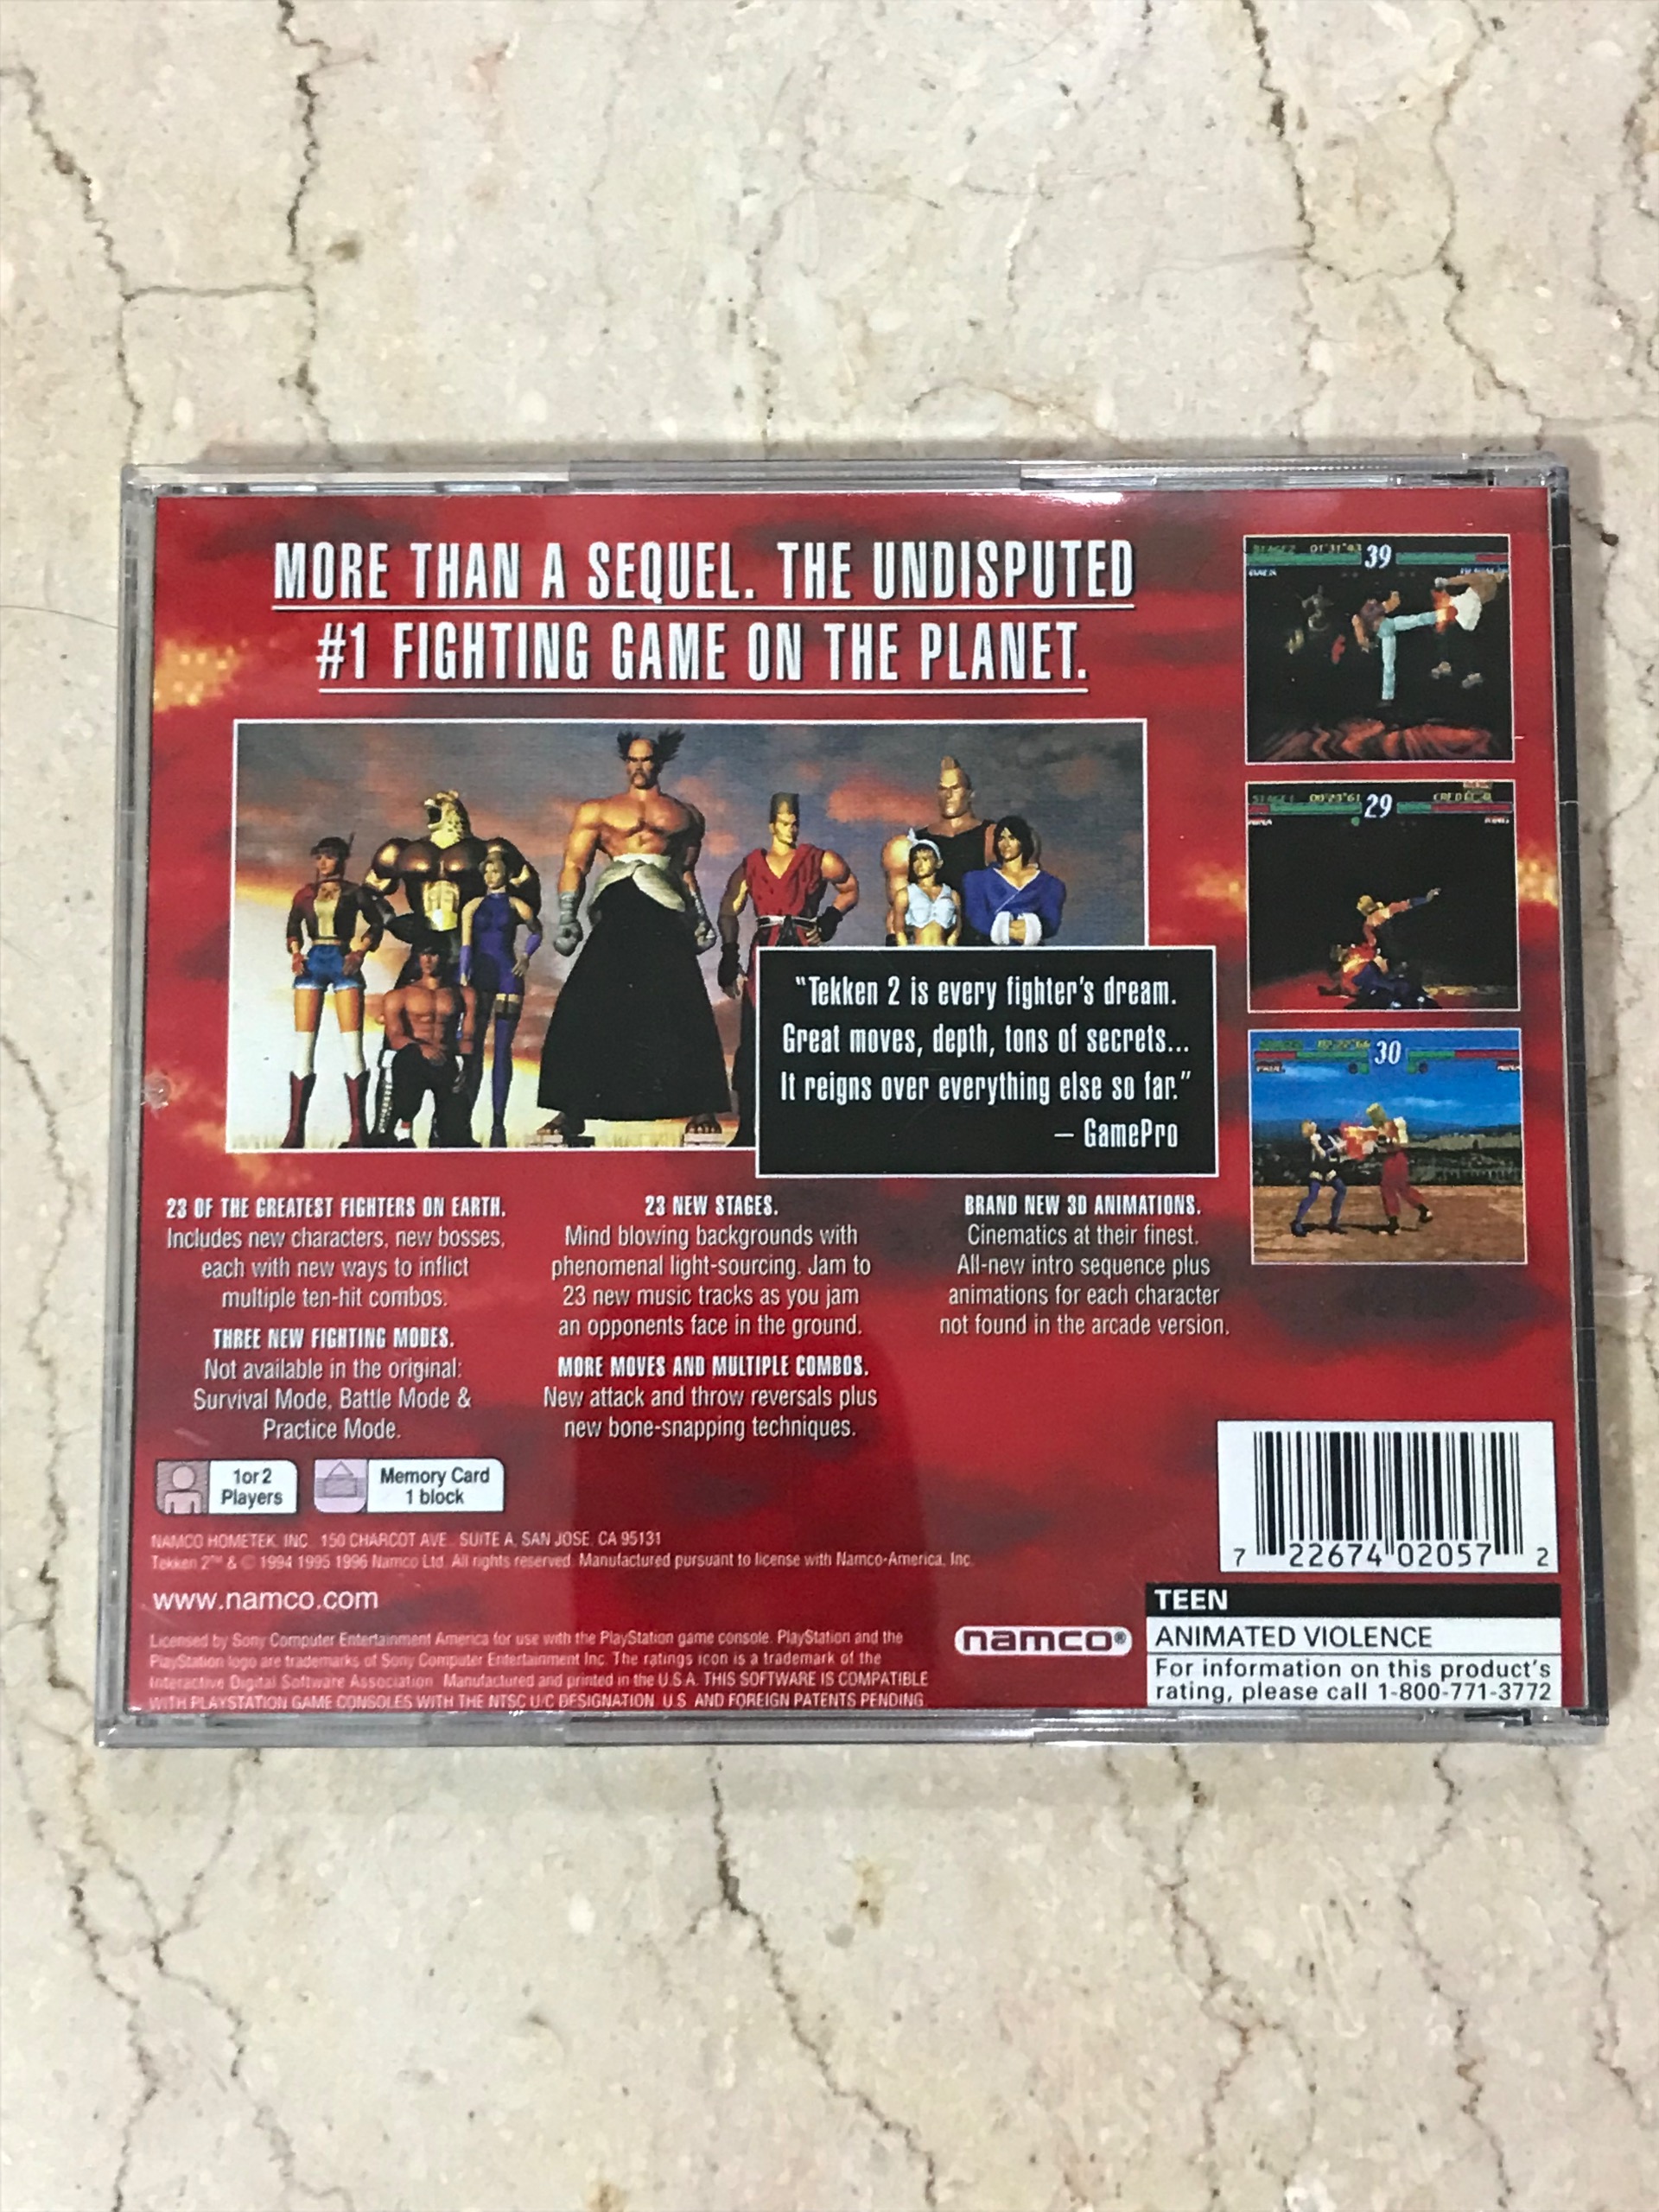 MORE THAN A SEQUEL. THE UNDISPUTED
#1 FIGHTING GAME ON THE PLANET.
39
29
30
"Tekken 2 is every fighter's dream.
Great moves, depth, tons of secrets...
It reigns over everything else so far."
– GamePro
23 OF THE GREATEST FIGHTERS ON EARTH.
Includes new characters, new bosses,
each with new ways to inflict
multiple ten-hit combos.
THREE NEW FIGHTING MODES.
Not available in the original:
Survival Mode, Battle Mode &
Practice Mode.
23 NEW STAGES.
Mind blowing backgrounds with
phenomenal light-sourcing. Jam to
23 new music tracks as you jam
an opponents face in the ground.
MORE MOVES AND MULTIPLE COMBOS.
New attack and throw reversals plus
new bone-snapping techniques.
BRAND NEW 3D ANIMATIONS.
Cinematics at their finest.
All-new intro sequence plus
animations for each character
not found in the arcade version.
1 or 2
Players
Memory Card
1 block
NAMCO HOMETEK, INC. 150 CHARCOT AVE., SUITE A, SAN JOSE, CA 95131
Tekken 2™ & © 1994 1995 1996 Namco Ltd. All rights reserved. Manufactured pursuant to license with Namco-America, Inc.
www.namco.com
Licensed by Sony Computer Entertainment America for use with the PlayStation game console. PlayStation and the
PlayStation logo are trademarks of Sony Computer Entertainment Inc. The ratings icon is a trademark of the
Interactive Digital Software Association. Manufactured and printed in the U.S.A. THIS SOFTWARE IS COMPATIBLE
WITH PLAYSTATION GAME CONSOLES WITH THE NTSC U/C DESIGNATION. U.S. AND FOREIGN PATENTS PENDING.
namco®
7 22674 02057 2
TEEN
ANIMATED VIOLENCE
For information on this product's
rating, please call 1-800-771-3772